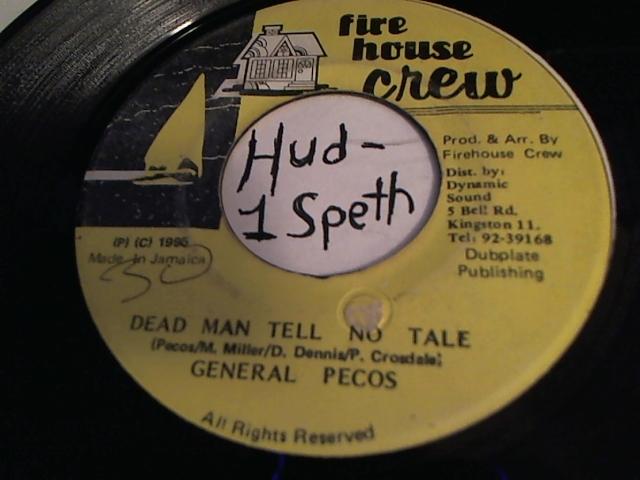 fire
house
crew
Hud-
1 Speth
Prod. & Arr. By
Firehouse Crew
Dist. by:
Dynamic
Sound
5 Bell Rd.
Kingston 11.
Tel: 92-39168
Dubplate
Publishing
(P) (C) 1995
Made In Jamaica
50
DEAD MAN TELL NO TALE
(Pecos/M. Miller/D. Dennis/P. Crosdale)
GENERAL PECOS
All Rights Reserved